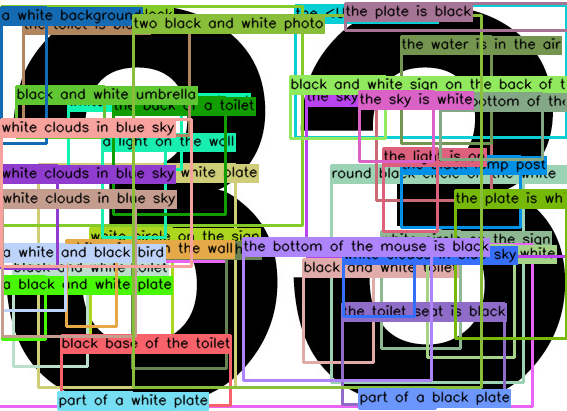 88
a white background
the toilet is bl
two black and white photo
the plate is black
the water is in the air
black and white umbrella
the back of a toilet
black and white sign on the back of t
the sky
the sky is white
bottom of the
white clouds in blue sky
a light on the wall
the light is on
mp post
white clouds in blue sky
white plate
round bla
white clouds in blue sky
the plate is wh
white circle on the sign
white circle on the sign
a white and black bird
the wall
the bottom of the mouse is black
sky
white
black and white toilet
black and white toilet
a black and white plate
the toilet seat is black
black base of the toilet
part of a white plate
part of a black plate